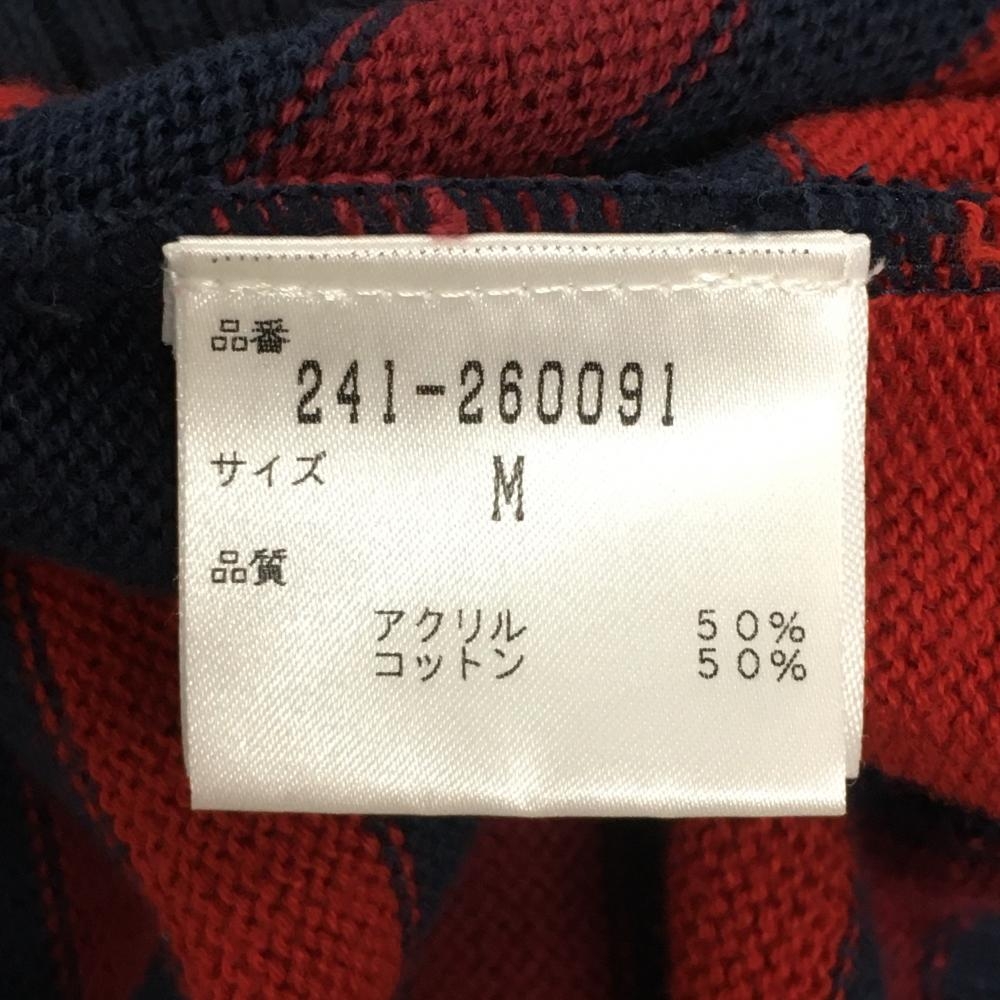 品番
241-260091
サイズ M
品質
アクリル 50%
コットン 50%